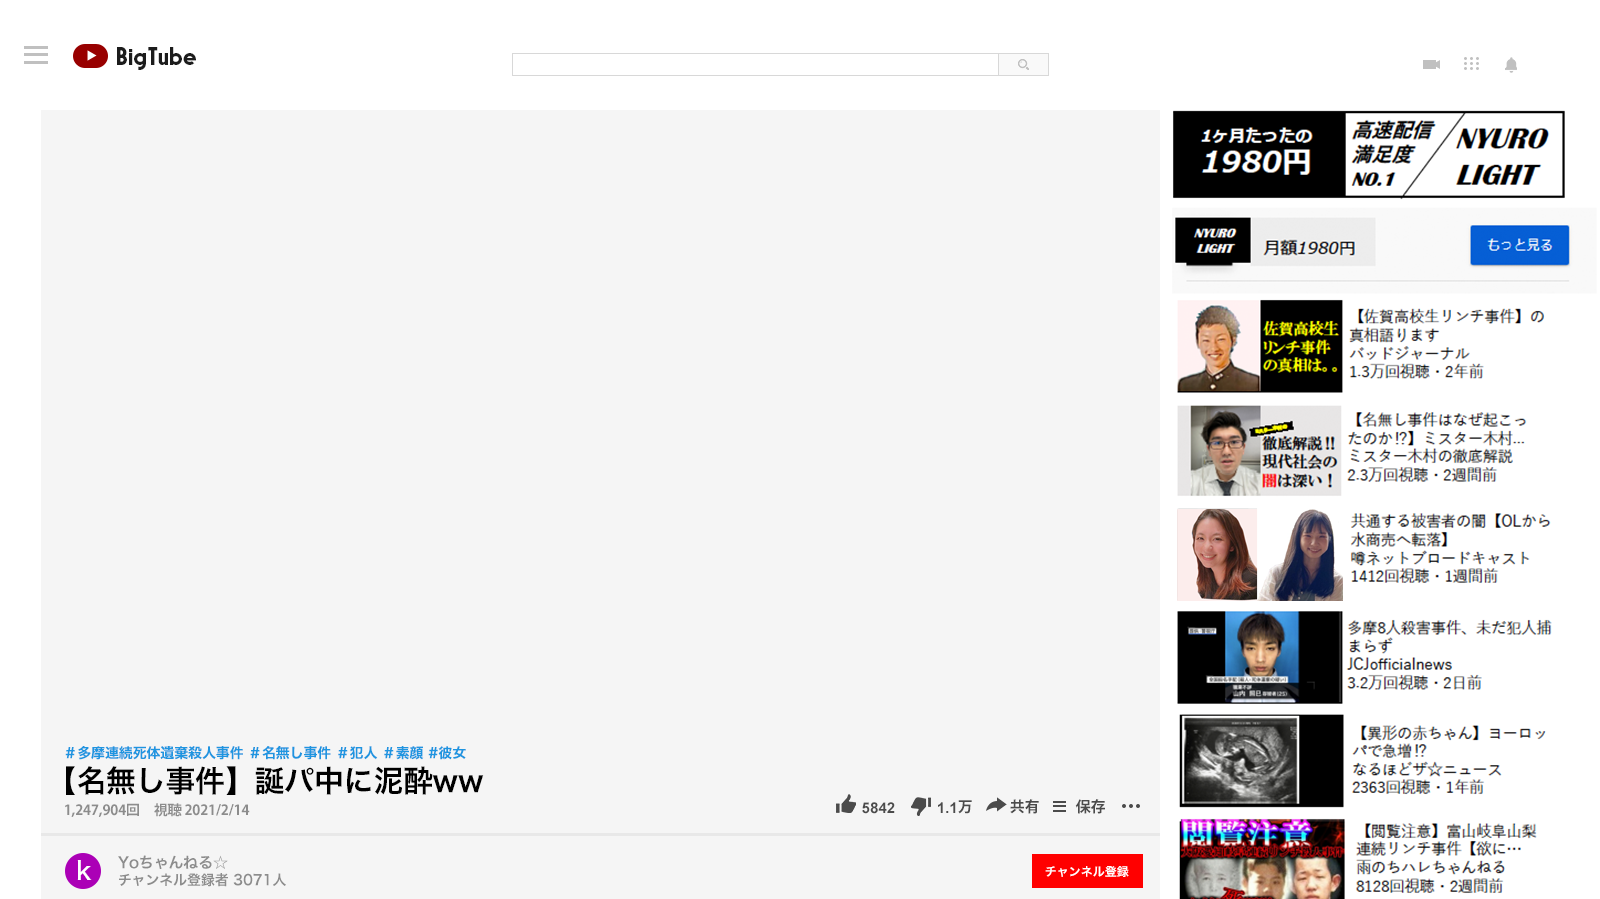 BigTube
1ヶ月たったの
1980円
高速配信
満足度
NO.1
NYURO
LIGHT
NYURO
LIGHT
月額1980円
もっと見る
佐賀高校生
リンチ事件
の真相は。。
【佐賀高校生リンチ事件】の
真相語ります
バッドジャーナル
1.3万回視聴・2年前
徹底解説!!
現代社会の
闇は深い！
【名無し事件はなぜ起こっ
たのか!?】ミスター木村...
ミスター木村の徹底解説
2.3万回視聴・2週間前
共通する被害者の闇【OLから
水商売へ転落】
噂ネットブロードキャスト
1412回視聴・1週間前
多摩8人殺害事件、未だ犯人捕
まらず
JCJofficialnews
3.2万回視聴・2日前
【異形の赤ちゃん】ヨーロッ
パで急増!?
なるほどザ☆ニュース
2363回視聴・1年前
閲覧注意
【閲覧注意】富山岐阜山梨
連続リンチ事件【欲に…
雨のちハレちゃんねる
8128回視聴・2週間前
#多摩連続死体遺棄殺人事件 #名無し事件 #犯人 #素顔 #彼女
【名無し事件】誕パ中に泥酔ww
1,247,904回 視聴 2021/2/14
5842 1.1万 共有 保存
k
Yoちゃんねる☆
チャンネル登録者 3071人
チャンネル登録